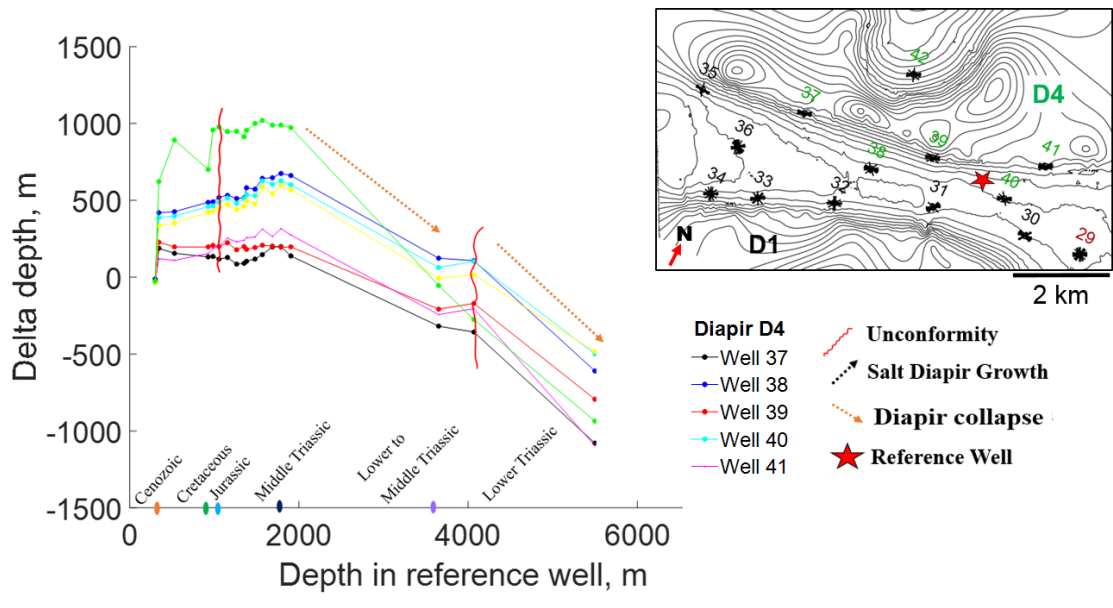 Delta depth, m
1500
1000
500
0
-500
-1000
-1500
Cenozoic
Cretaceous
Jurassic
Middle Triassic
Lower to
Middle Triassic
Lower Triassic
0
2000
4000
6000
Depth in reference well, m
35
37
42
D4
36
39
41
38
40
34
33
32
31
30
29
N
D1
2 km
Diapir D4
Well 37
Well 38
Well 39
Well 40
Well 41
Unconformity
Salt Diapir Growth
Diapir collapse
Reference Well